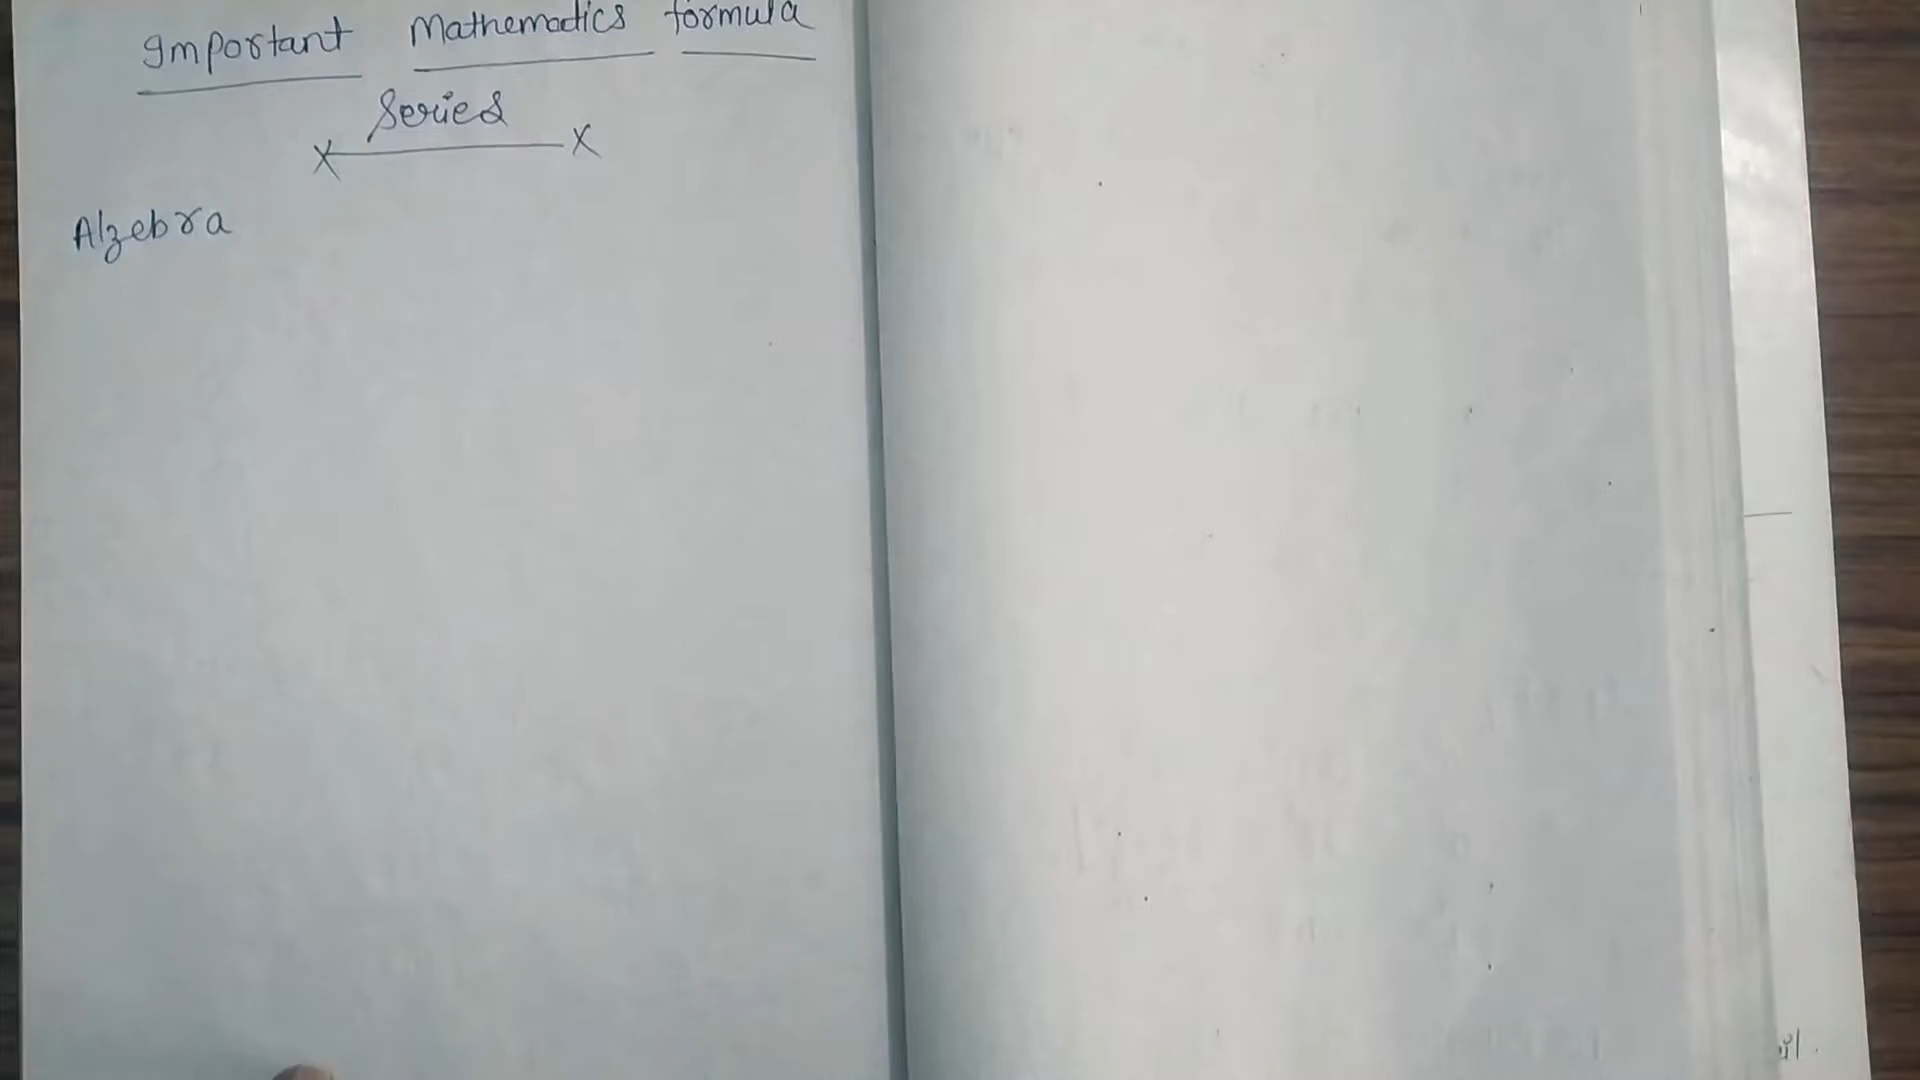 Important Mathematics formula
Series
x x
Alzebra